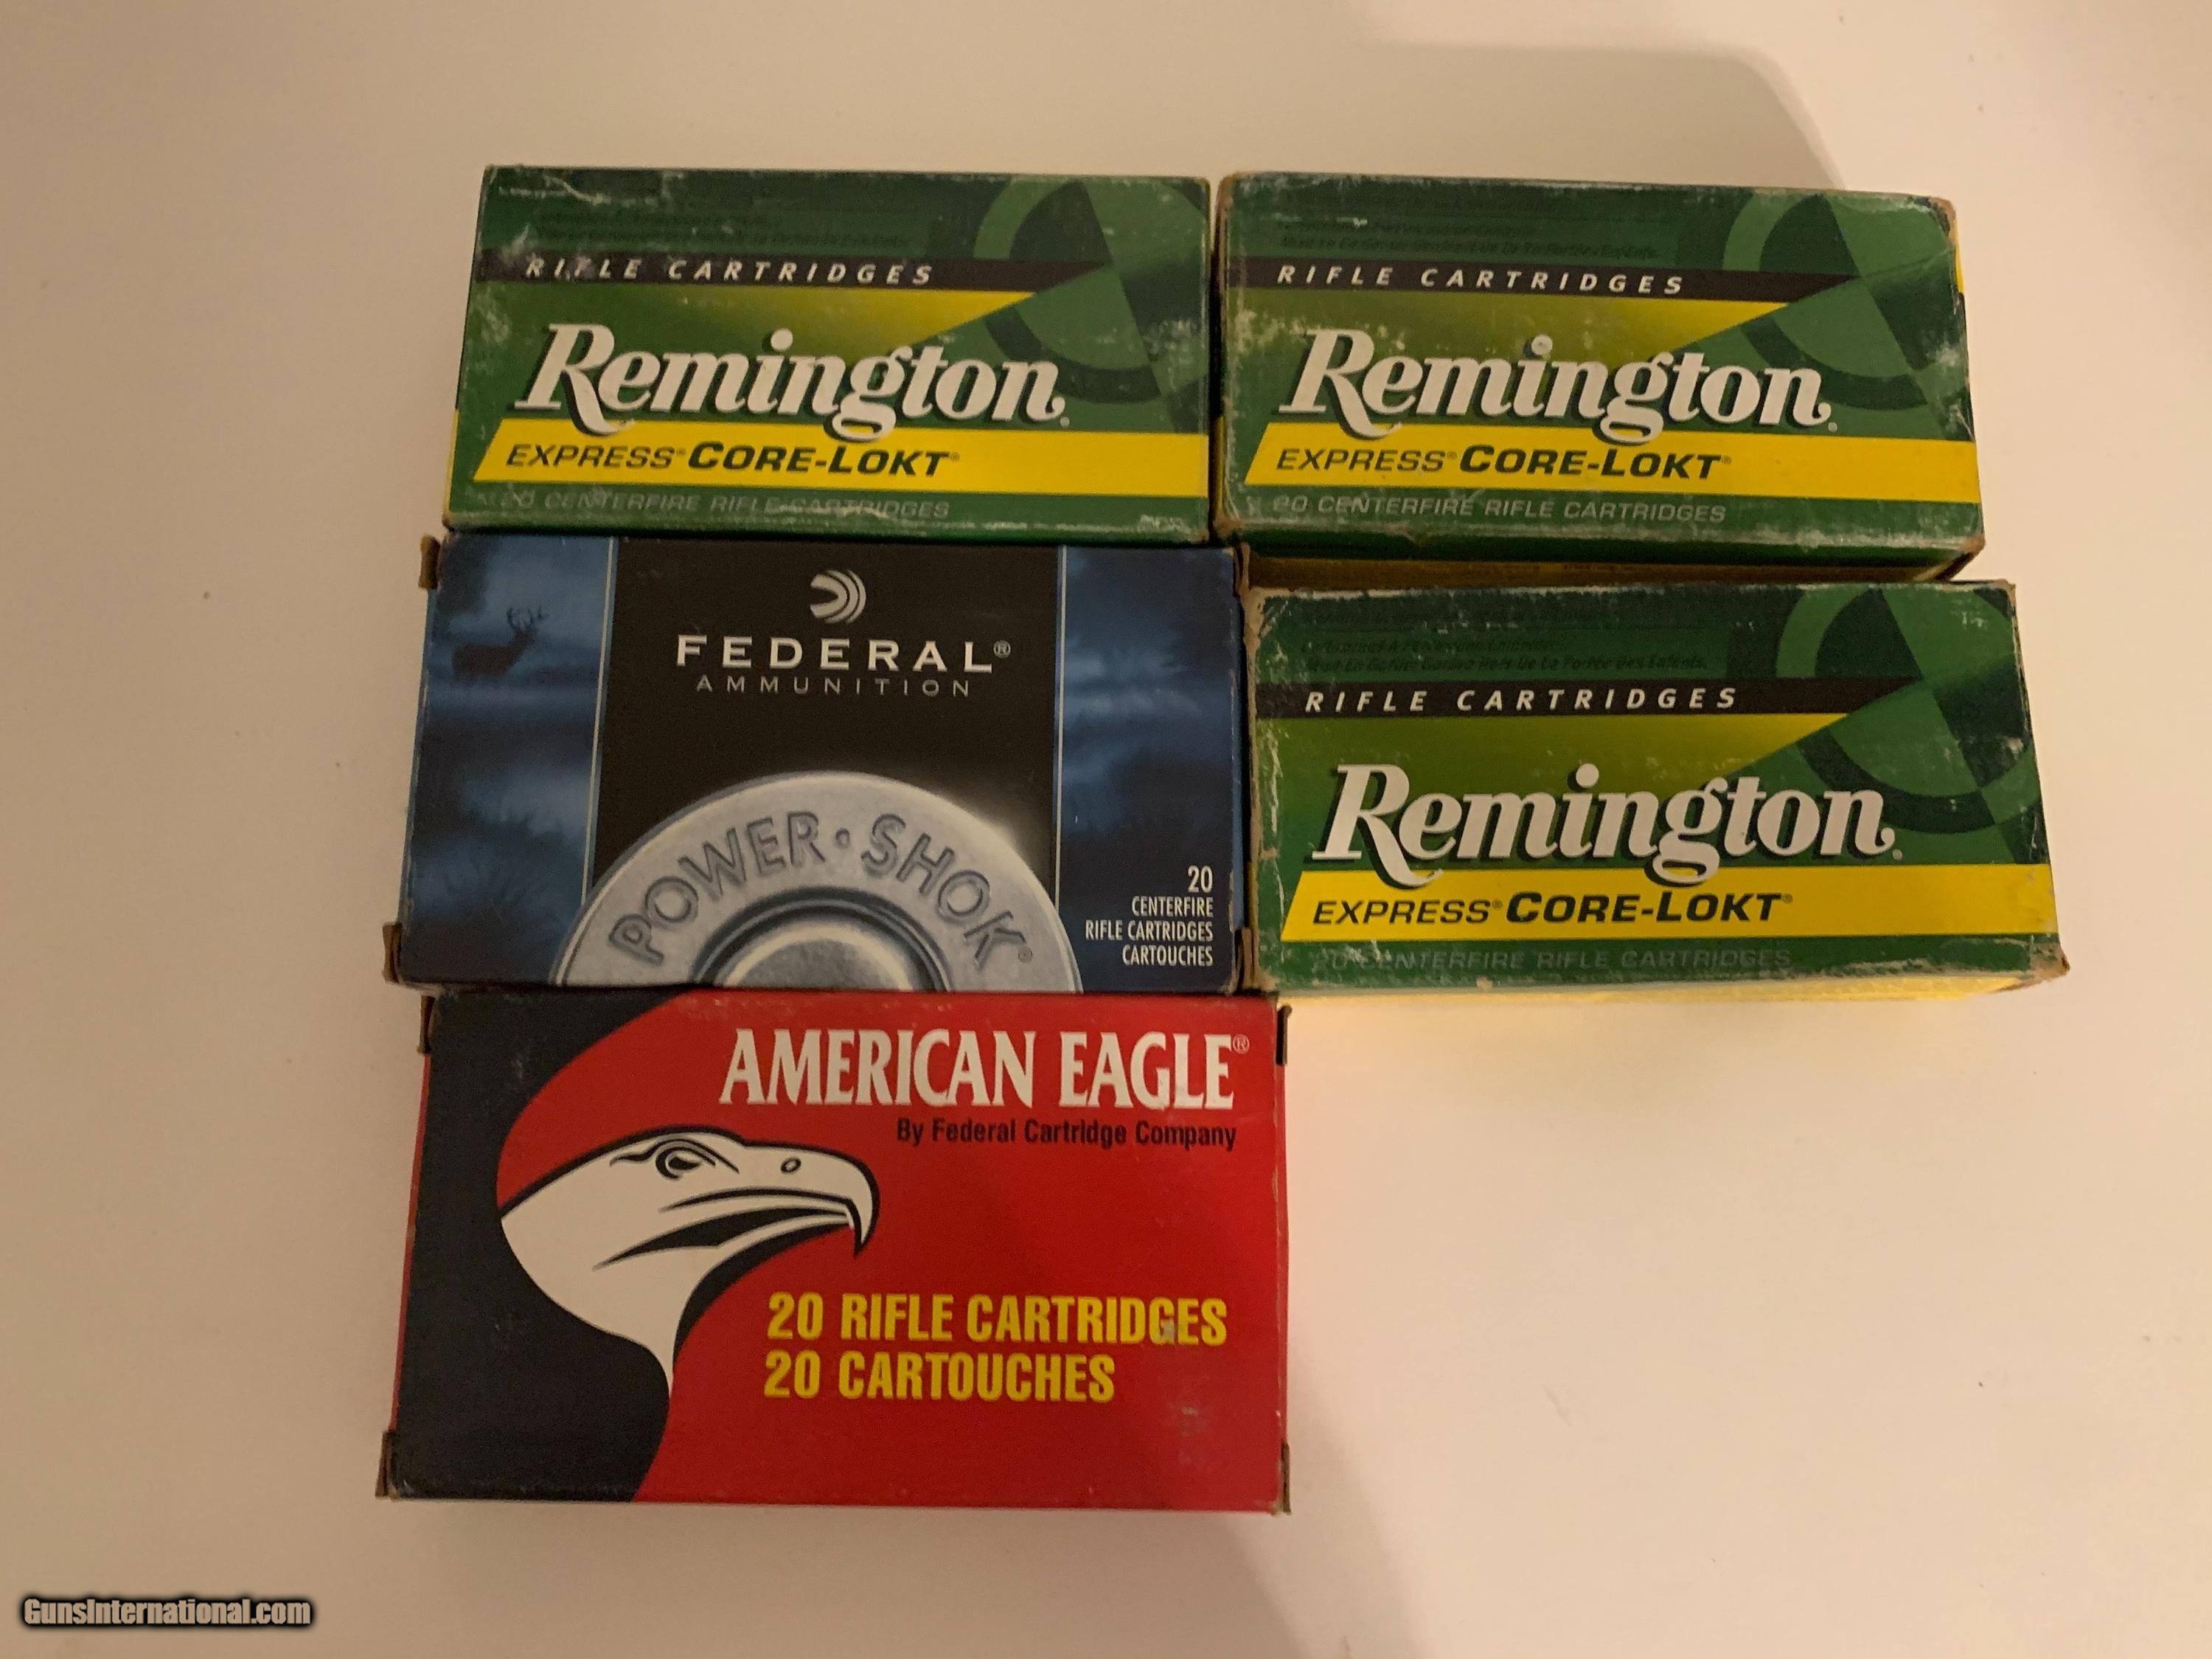 RIFLE CARTRIDGES
Remington®
EXPRESS® CORE-LOKT®
20 CENTERFIRE RIFLE CARTRIDGES
RIFLE CARTRIDGES
Remington®
EXPRESS® CORE-LOKT®
20 CENTERFIRE RIFLE CARTRIDGES
FEDERAL®
AMMUNITION
POWER·SHOK®
20
CENTERFIRE
RIFLE CARTRIDGES
CARTOUCHES
RIFLE CARTRIDGES
Remington®
EXPRESS® CORE-LOKT®
20 CENTERFIRE RIFLE CARTRIDGES
AMERICAN EAGLE®
By Federal Cartridge Company
20 RIFLE CARTRIDGES
20 CARTOUCHES
GunsInternational.com